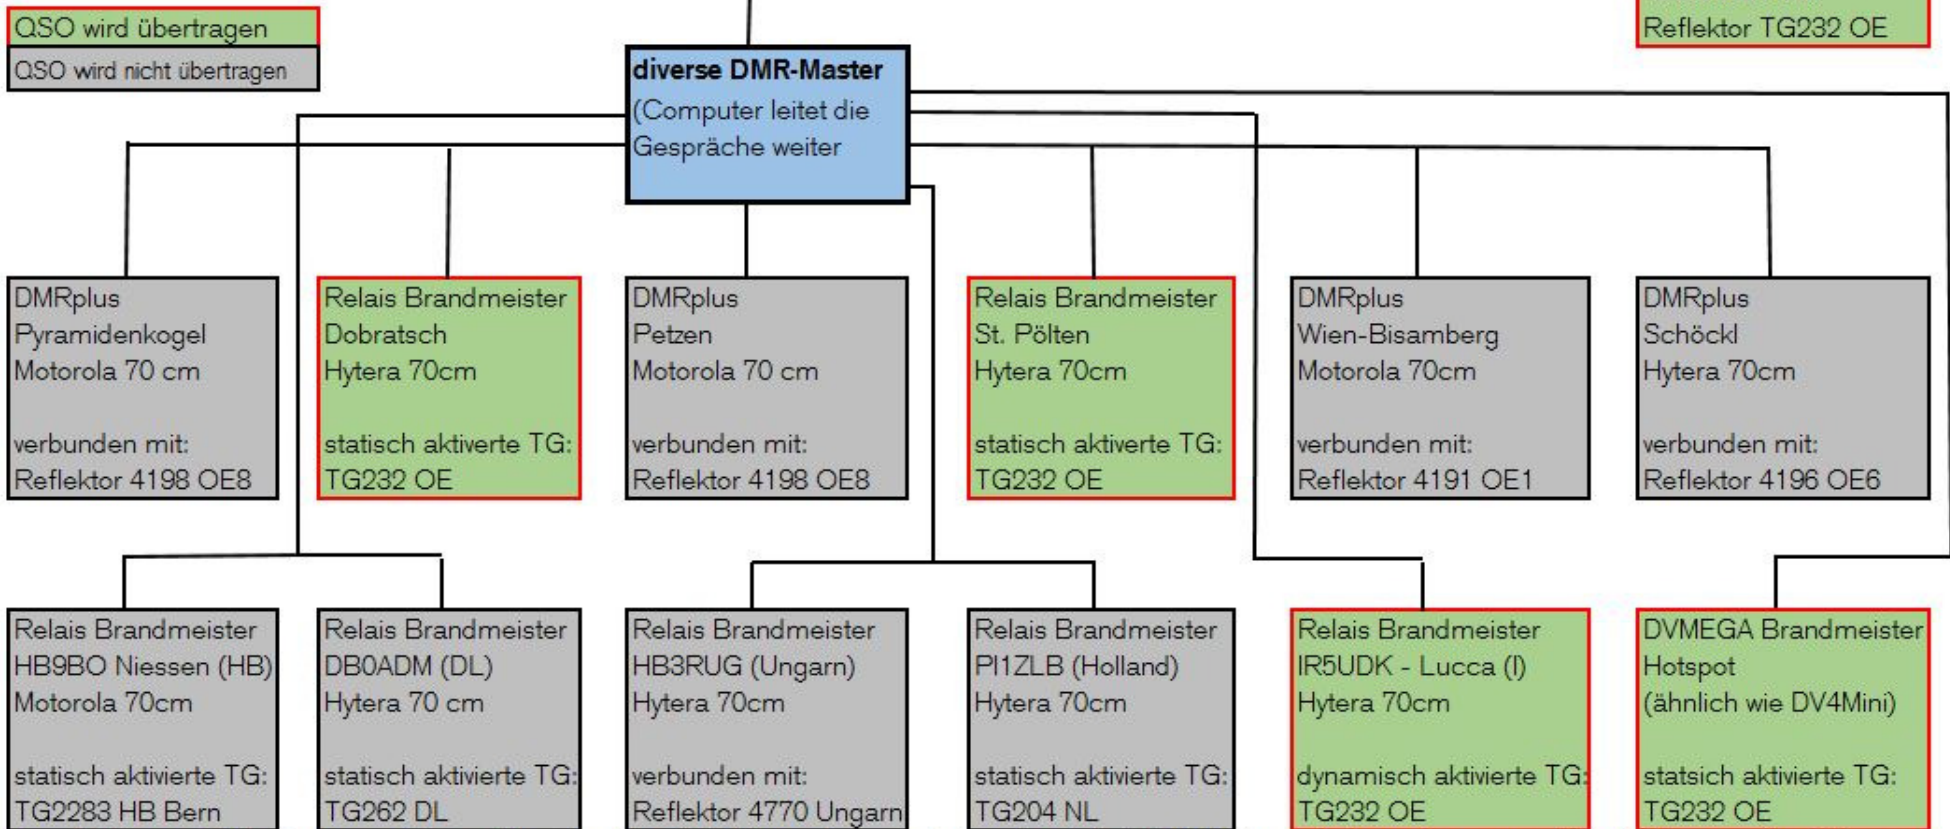 QSO wird übertragen
QSO wird nicht übertragen
Reflektor TG232 OE
diverse DMR-Master
(Computer leitet die
Gespräche weiter
DMRplus
Pyramidenkogel
Motorola 70 cm
verbunden mit:
Reflektor 4198 OE8
Relais Brandmeister
Dobratsch
Hytera 70cm
statisch aktiverte TG:
TG232 OE
DMRplus
Petzen
Motorola 70 cm
verbunden mit:
Reflektor 4198 OE8
Relais Brandmeister
St. Pölten
Hytera 70cm
statisch aktiverte TG:
TG232 OE
DMRplus
Wien-Bisamberg
Motorola 70cm
verbunden mit:
Reflektor 4191 OE1
DMRplus
Schöckl
Hytera 70cm
verbunden mit:
Reflektor 4196 OE6
Relais Brandmeister
HB9BO Niessen (HB)
Motorola 70cm
statisch aktivierte TG:
TG2283 HB Bern
Relais Brandmeister
DB0ADM (DL)
Hytera 70 cm
statisch aktivierte TG:
TG262 DL
Relais Brandmeister
HB3RUG (Ungarn)
Hytera 70cm
verbunden mit:
Reflektor 4770 Ungarn
Relais Brandmeister
PI1ZLB (Holland)
Hytera 70cm
statisch aktivierte TG:
TG204 NL
Relais Brandmeister
IR5UDK - Lucca (I)
Hytera 70cm
dynamisch aktivierte TG:
TG232 OE
DVMEGA Brandmeister
Hotspot
(ähnlich wie DV4Mini)
statsich aktivierte TG:
TG232 OE